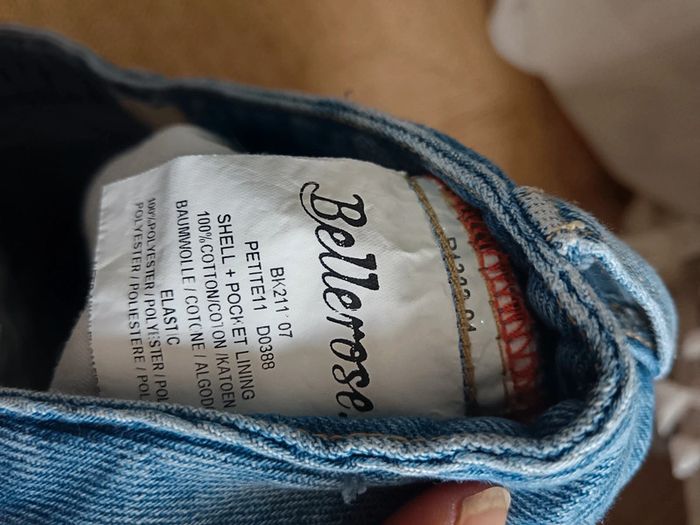 Bellerose.
BK211 07
PETITE11 D0388
SHELL + POCKET LINING
100%COTTON/COTON/KATOEN
BAUMWOLLE / COTONE / ALGOD
ELASTIC
100%POLYESTER / POLYESTER / POL
POLYESTER / POLIESTERE / POL